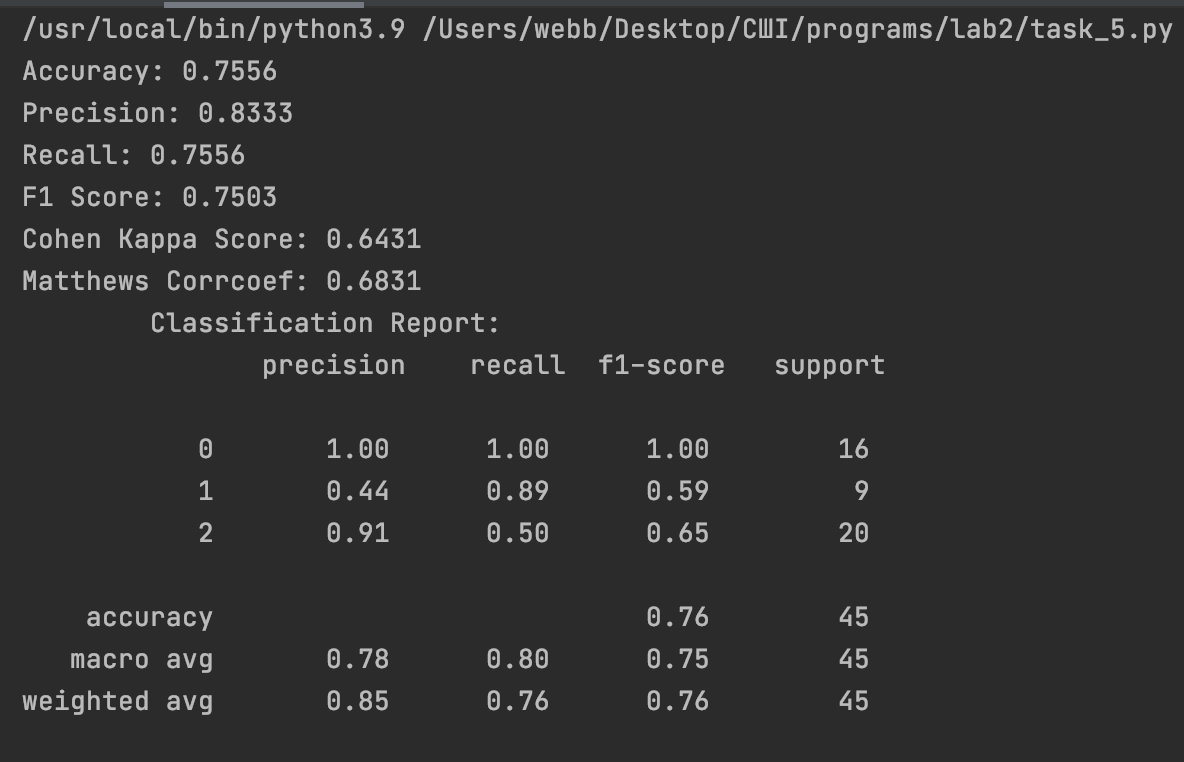 /usr/local/bin/python3.9 /Users/webb/Desktop/СШІ/programs/lab2/task_5.py
Accuracy: 0.7556
Precision: 0.8333
Recall: 0.7556
F1 Score: 0.7503
Cohen Kappa Score: 0.6431
Matthews Corrcoef: 0.6831
Classification Report:
precision recall f1-score support
0 1.00 1.00 1.00 16
1 0.44 0.89 0.59 9
2 0.91 0.50 0.65 20
accuracy 0.76 45
macro avg 0.78 0.80 0.75 45
weighted avg 0.85 0.76 0.76 45